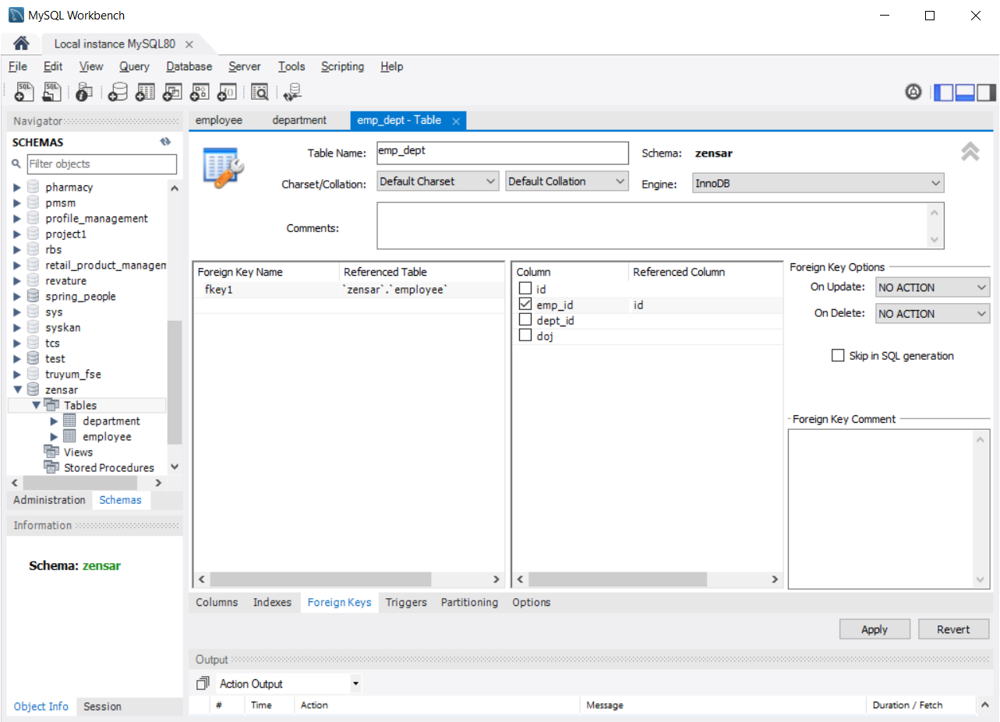 MySQL Workbench
Local instance MySQL80
File Edit View Query Database Server Tools Scripting Help
Navigator
SCHEMAS
Filter objects
pharmacy
pmsm
profile_management
project1
rbs
retail_product_managem
revature
spring_people
sys
syskan
tcs
test
truyum_fse
zensar
Tables
department
employee
Views
Stored Procedures
Administration Schemas
Information
Schema: zensar
Object Info Session
employee department emp_dept - Table
Table Name: emp_dept Schema: zensar
Charset/Collation: Default Charset Default Collation Engine: InnoDB
Comments:
Foreign Key Name Referenced Table
fkey1 `zensar`.`employee`
Column Referenced Column
id
emp_id id
dept_id
doj
Foreign Key Options
On Update: NO ACTION
On Delete: NO ACTION
Skip in SQL generation
Foreign Key Comment
Columns Indexes Foreign Keys Triggers Partitioning Options
Apply Revert
Output
Action Output
# Time Action Message Duration / Fetch